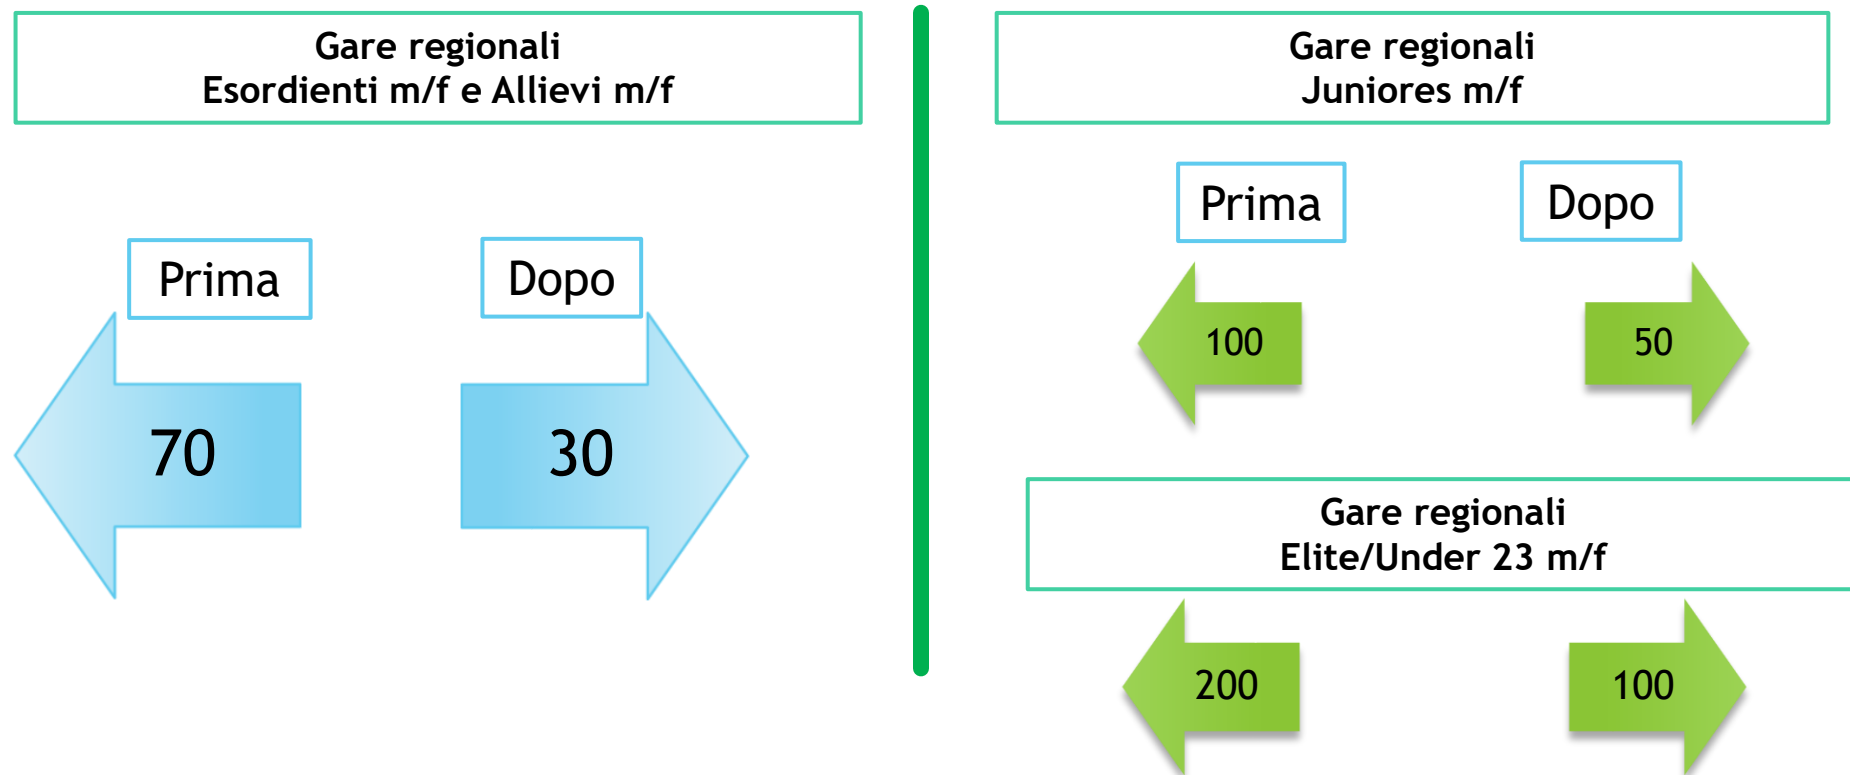 Gare regionali
Esordienti m/f e Allievi m/f
Prima
Dopo
70
30
Gare regionali
Juniores m/f
Prima
Dopo
100
50
Gare regionali
Elite/Under 23 m/f
200
100